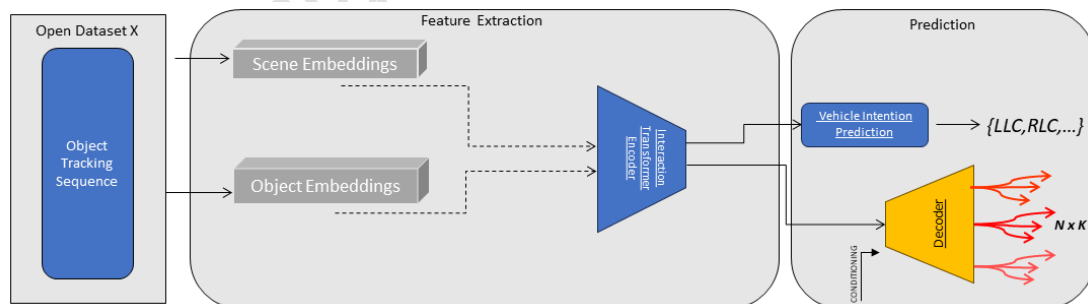 Open Dataset X
Object
Tracking
Sequence
Feature Extraction
Scene Embeddings
Object Embeddings
Interaction
Transformer
Encoder
Prediction
Vehicle Intention
Prediction
{LLC,RLC,...}
Decoder
N x K
CONDITIONING